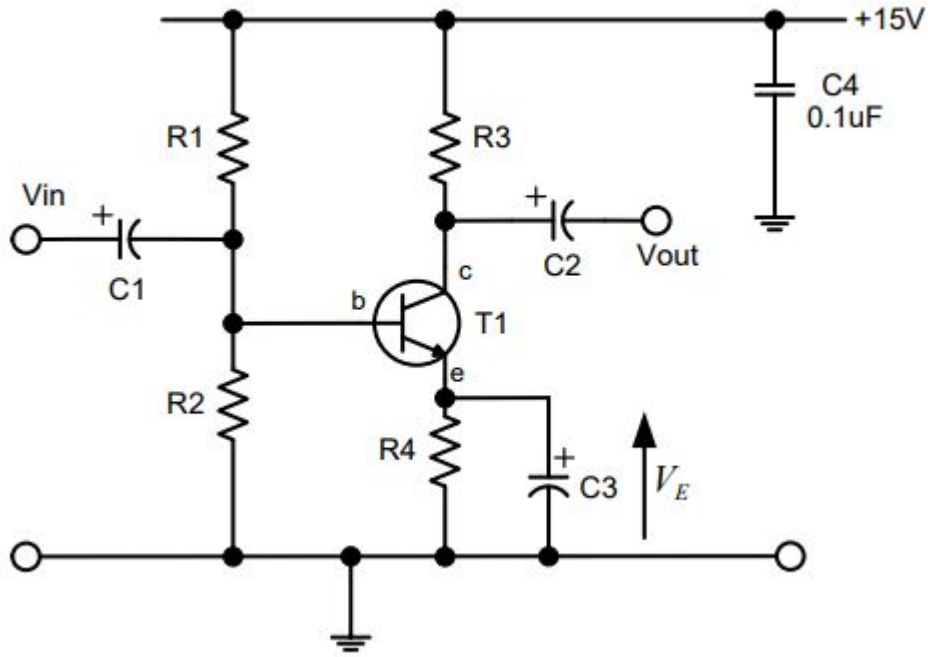 +15V
C4
0.1uF
R1
R3
Vin
+
+
C1
C2
Vout
c
b
T1
e
R2
R4
+
C3
V_E